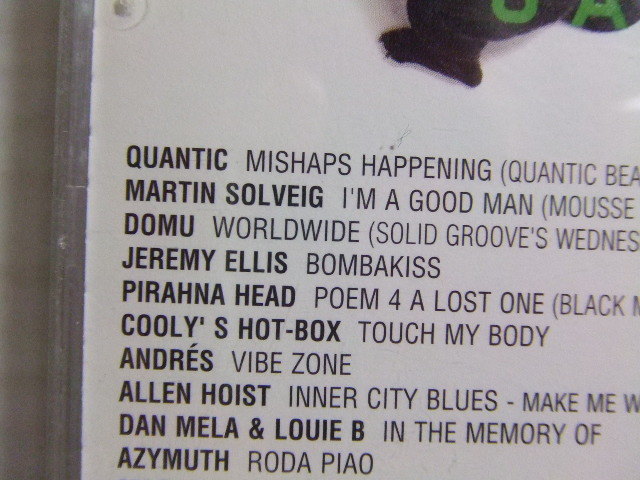 QUANTIC MISHAPS HAPPENING (QUANTIC BEA
MARTIN SOLVEIG I'M A GOOD MAN (MOUSSE
DOMU WORLDWIDE (SOLID GROOVE'S WEDNES
JEREMY ELLIS BOMBAKISS
PIRAHNA HEAD POEM 4 A LOST ONE (BLACK M
COOLY' S HOT-BOX TOUCH MY BODY
ANDRÉS VIBE ZONE
ALLEN HOIST INNER CITY BLUES - MAKE ME W
DAN MELA & LOUIE B IN THE MEMORY OF
AZYMUTH RODA PIAO